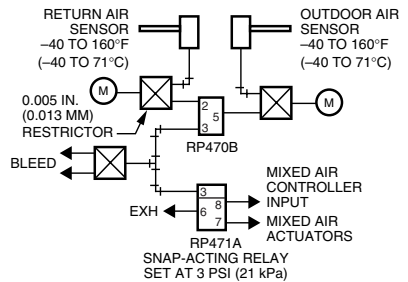 RETURN AIR
SENSOR
–40 TO 160°F
(–40 TO 71°C)
OUTDOOR AIR
SENSOR
–40 TO 160°F
(–40 TO 71°C)
M
0.005 IN.
(0.013 MM)
RESTRICTOR
2
5
3
RP470B
M
BLEED
3
8
6
7
EXH
MIXED AIR
CONTROLLER
INPUT
MIXED AIR
ACTUATORS
RP471A
SNAP-ACTING RELAY
SET AT 3 PSI (21 kPa)